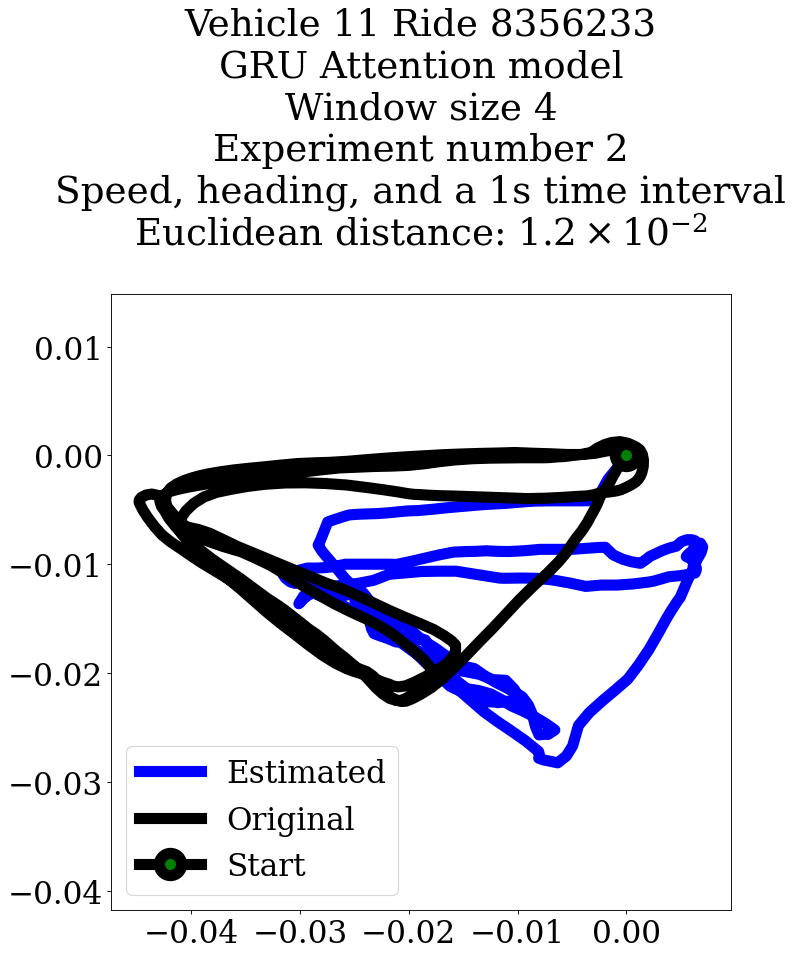 Vehicle 11 Ride 8356233
GRU Attention model
Window size 4
Experiment number 2
Speed, heading, and a 1s time interval
Euclidean distance: 1.2 × 10⁻²
0.01
0.00
−0.01
−0.02
−0.03
−0.04
Estimated
Original
Start
−0.04 −0.03 −0.02 −0.01 0.00